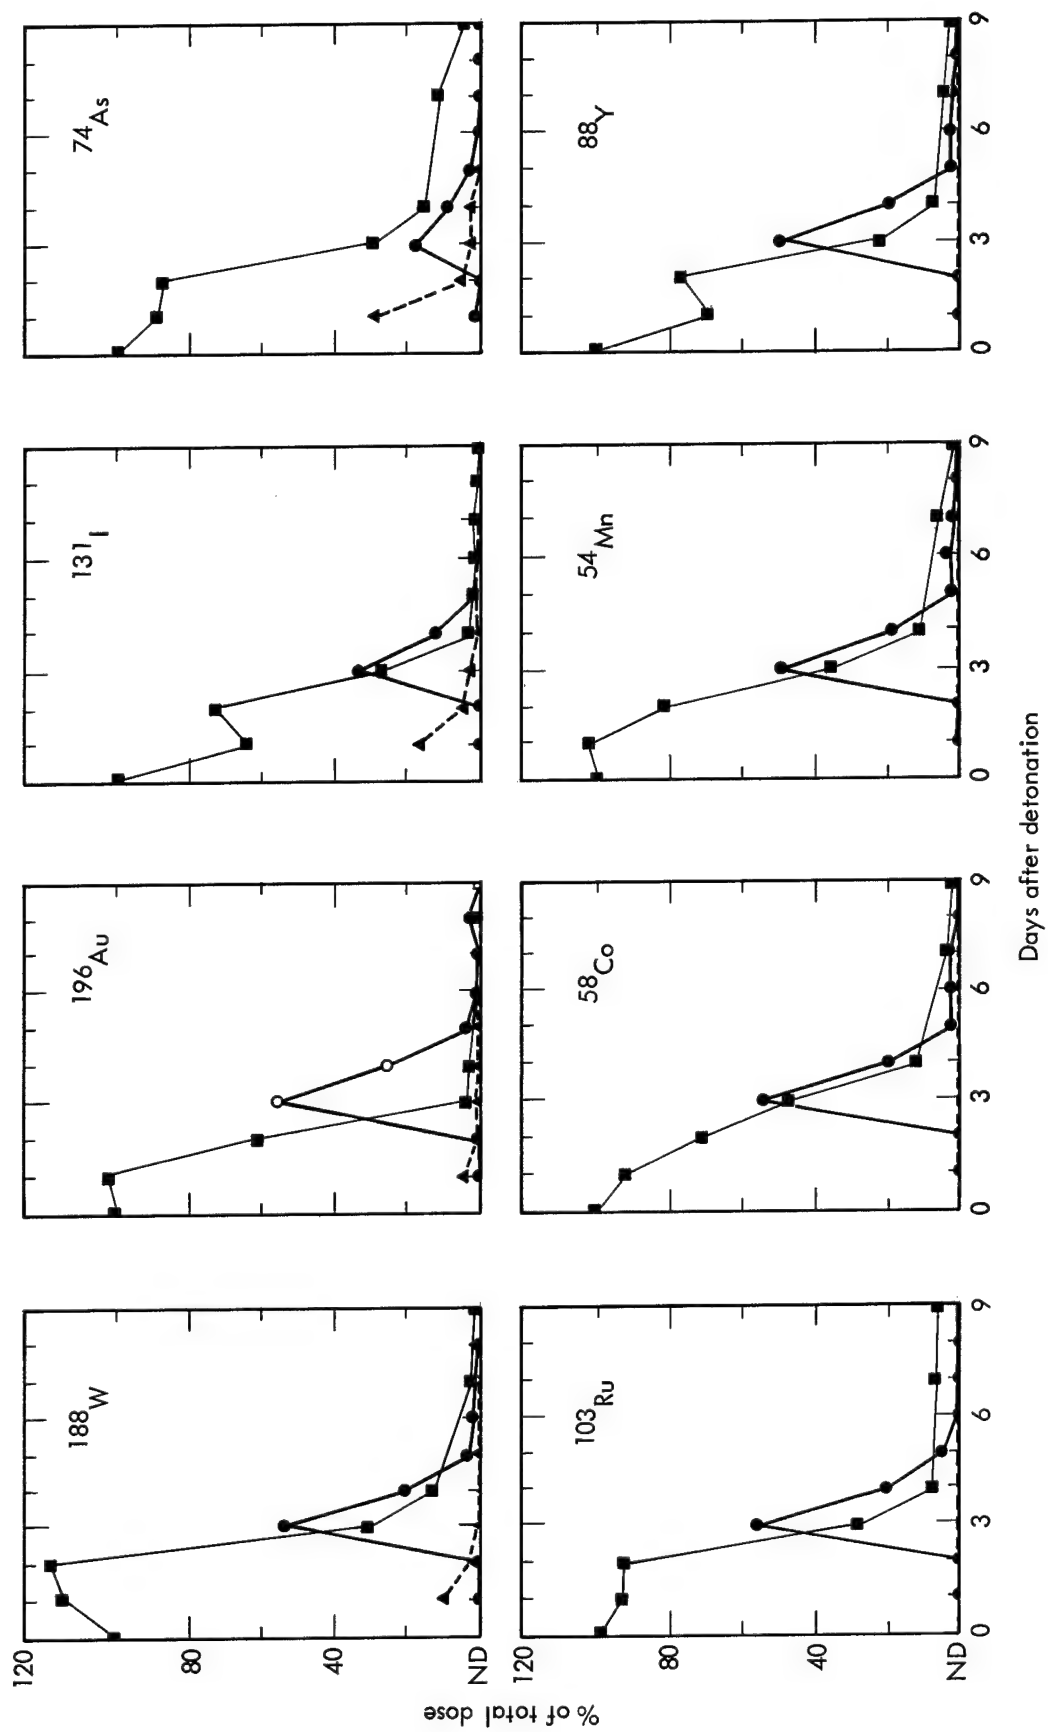 120
80
40
ND
188W
196Au
131I
74As
% of total dose
120
80
40
ND
103Ru
58Co
54Mn
88Y
0 3 6 9
0 3 6 9
0 3 6 9
0 3 6 9
Days after detonation